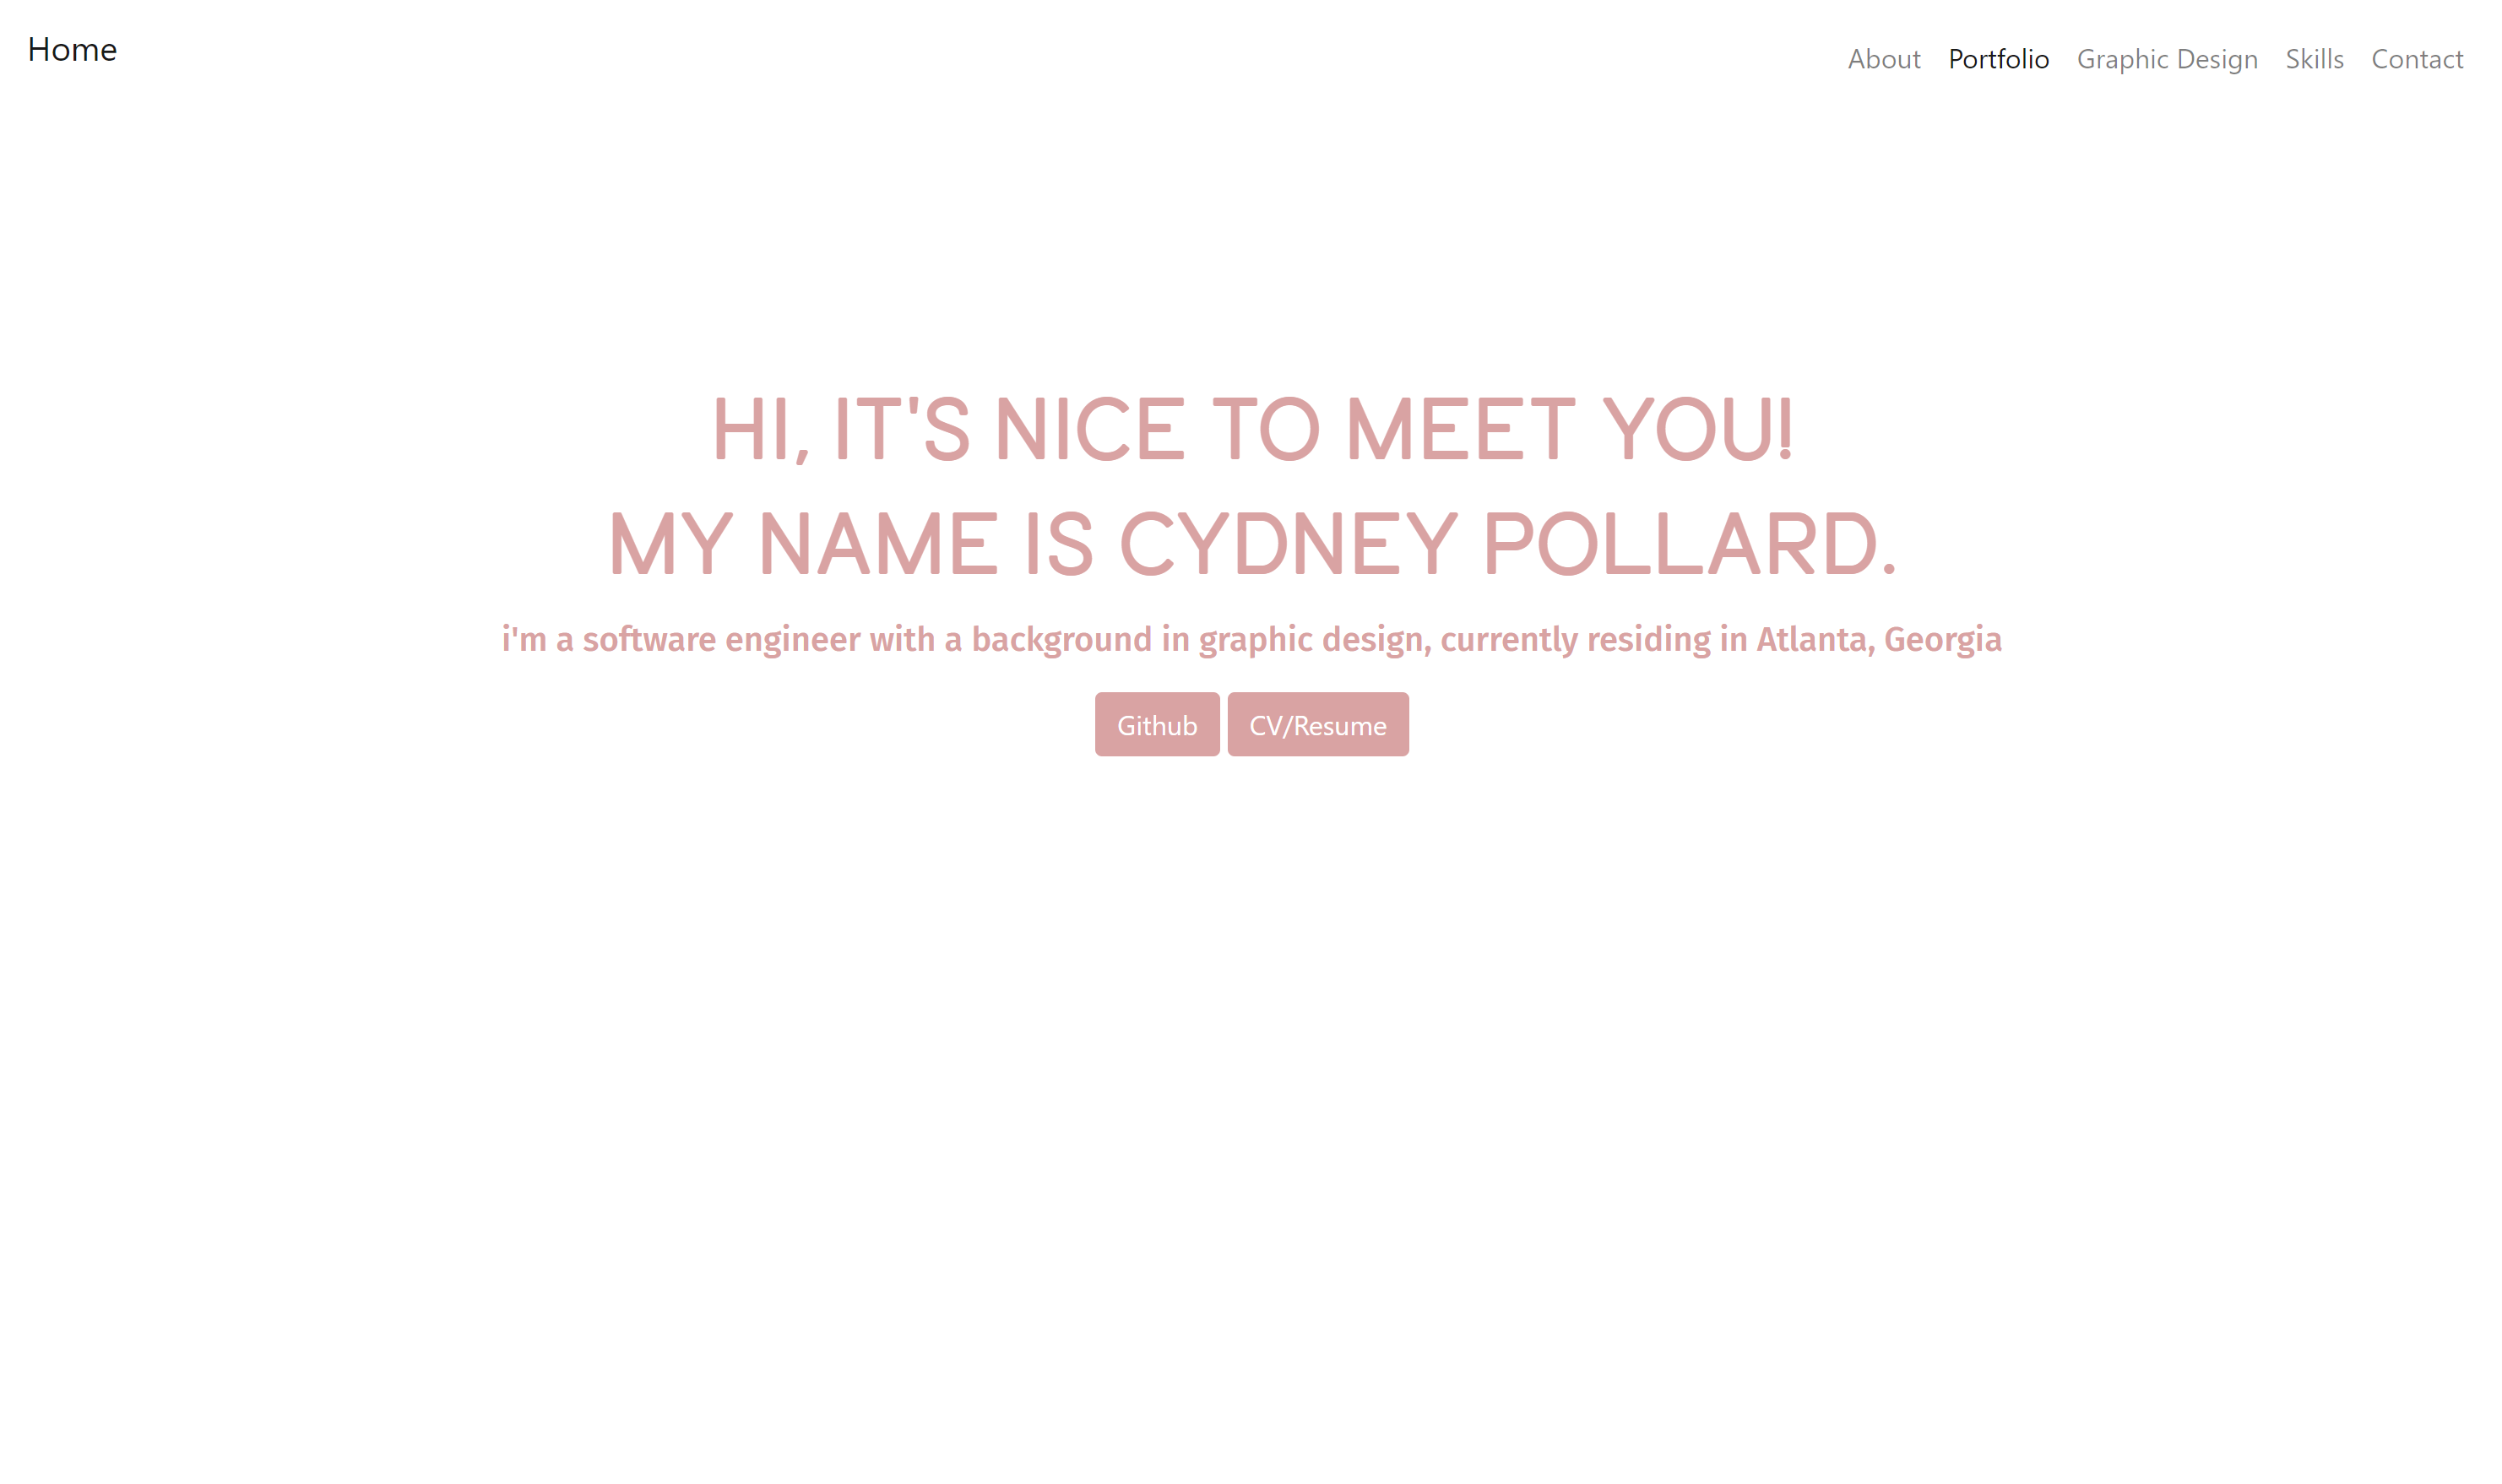 Home
About Portfolio Graphic Design Skills Contact
HI, IT'S NICE TO MEET YOU!
MY NAME IS CYDNEY POLLARD.
i'm a software engineer with a background in graphic design, currently residing in Atlanta, Georgia
Github CV/Resume